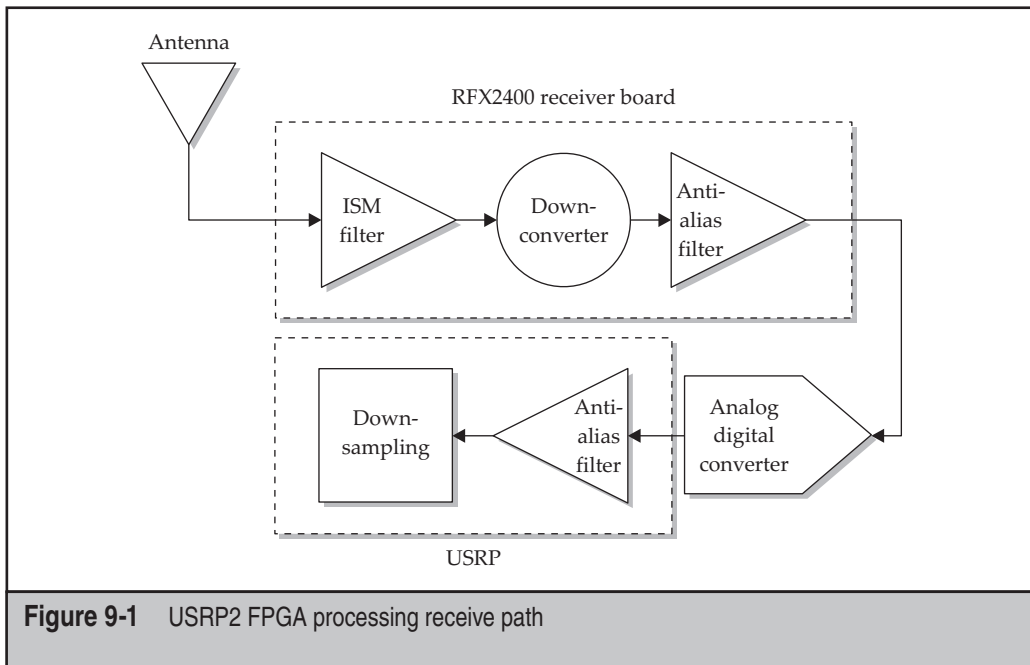 Antenna
RFX2400 receiver board
ISM
filter
Down-
converter
Anti-
alias
filter
Down-
sampling
Anti-
alias
filter
Analog
digital
converter
USRP
Figure 9-1 USRP2 FPGA processing receive path